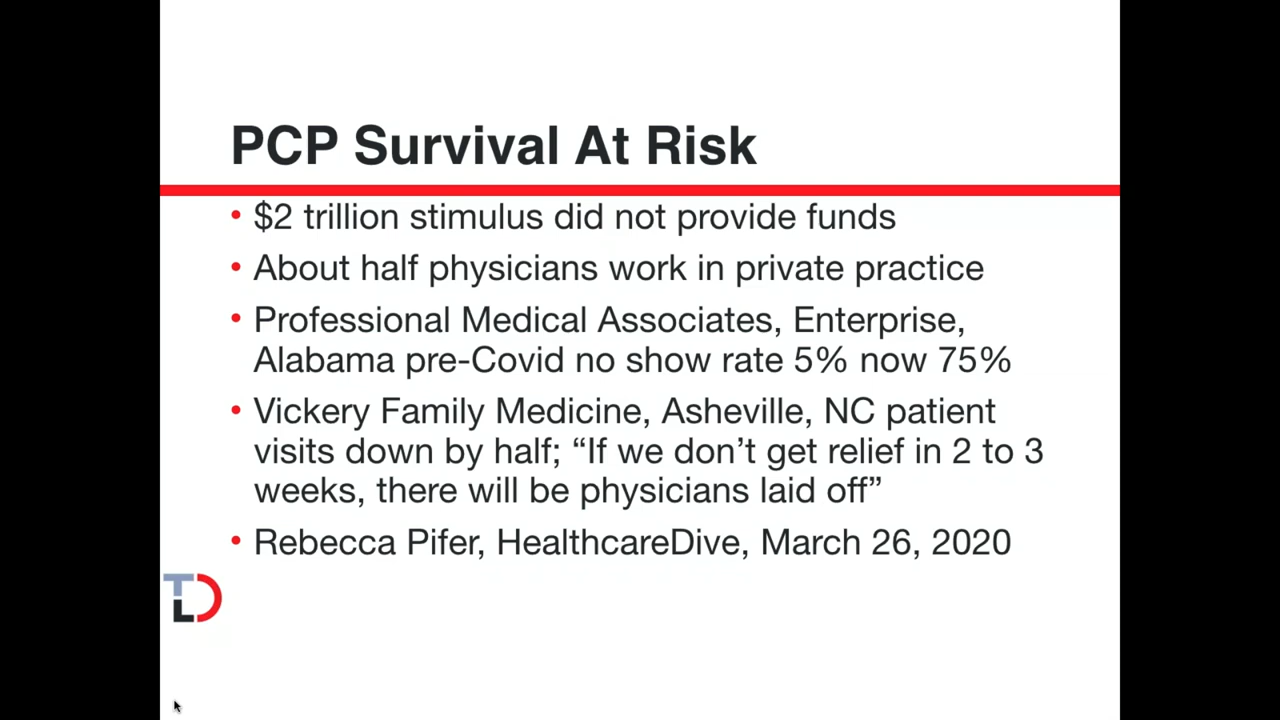 PCP Survival At Risk
• $2 trillion stimulus did not provide funds
• About half physicians work in private practice
• Professional Medical Associates, Enterprise,
Alabama pre-Covid no show rate 5% now 75%
• Vickery Family Medicine, Asheville, NC patient
visits down by half; “If we don’t get relief in 2 to 3
weeks, there will be physicians laid off”
• Rebecca Pifer, HealthcareDive, March 26, 2020
TLD